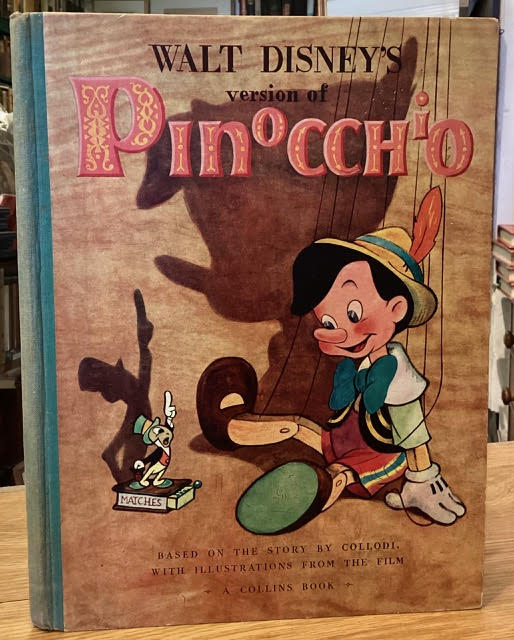 WALT DISNEY'S
version of
PINOCCHiO
MATCHES
BASED ON THE STORY BY COLLODI,
WITH ILLUSTRATIONS FROM THE FILM
A COLLINS BOOK